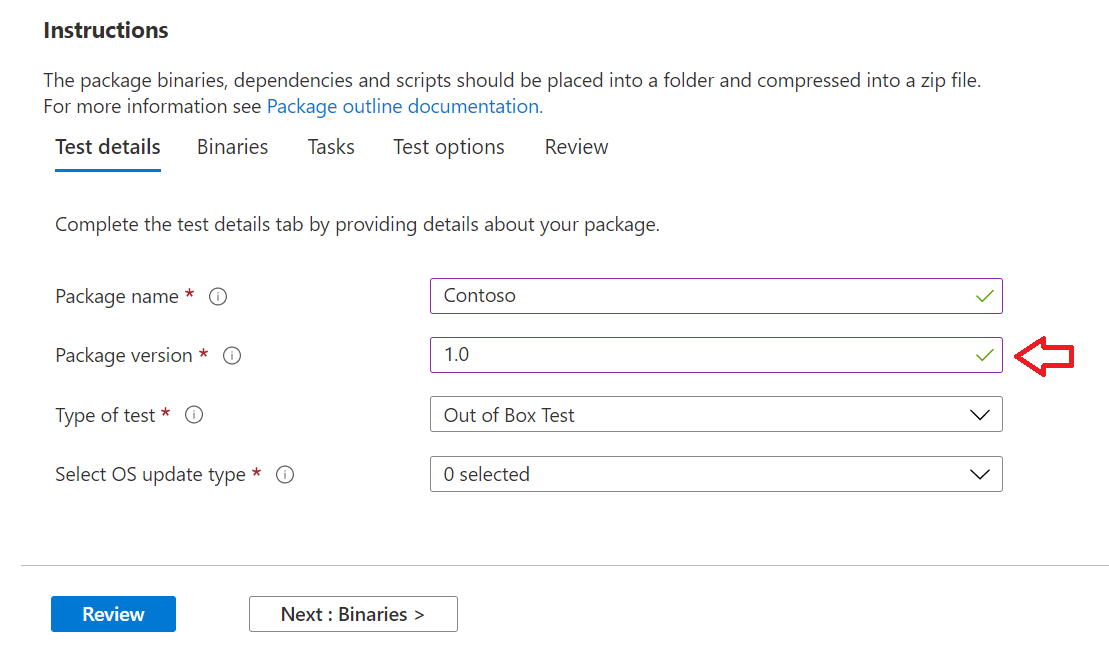 Instructions
The package binaries, dependencies and scripts should be placed into a folder and compressed into a zip file.
For more information see Package outline documentation.
Test details Binaries Tasks Test options Review
Complete the test details tab by providing details about your package.
Package name * Contoso
Package version * 1.0
Type of test * Out of Box Test
Select OS update type * 0 selected
Review Next : Binaries >